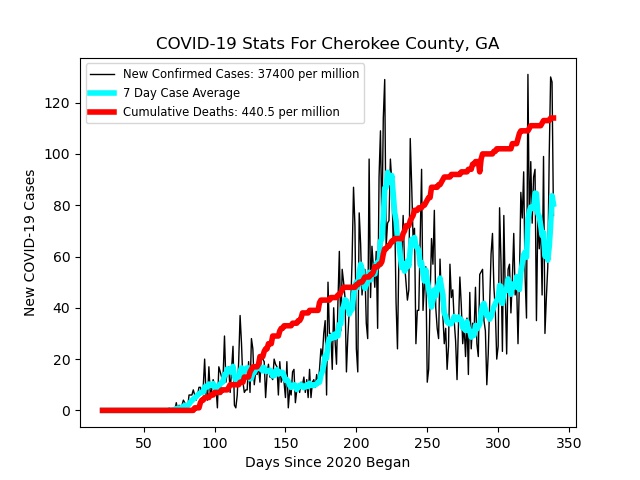 COVID-19 Stats For Cherokee County, GA
New Confirmed Cases: 37400 per million
7 Day Case Average
Cumulative Deaths: 440.5 per million
New COVID-19 Cases
120
100
80
60
40
20
0
50 100 150 200 250 300 350
Days Since 2020 Began